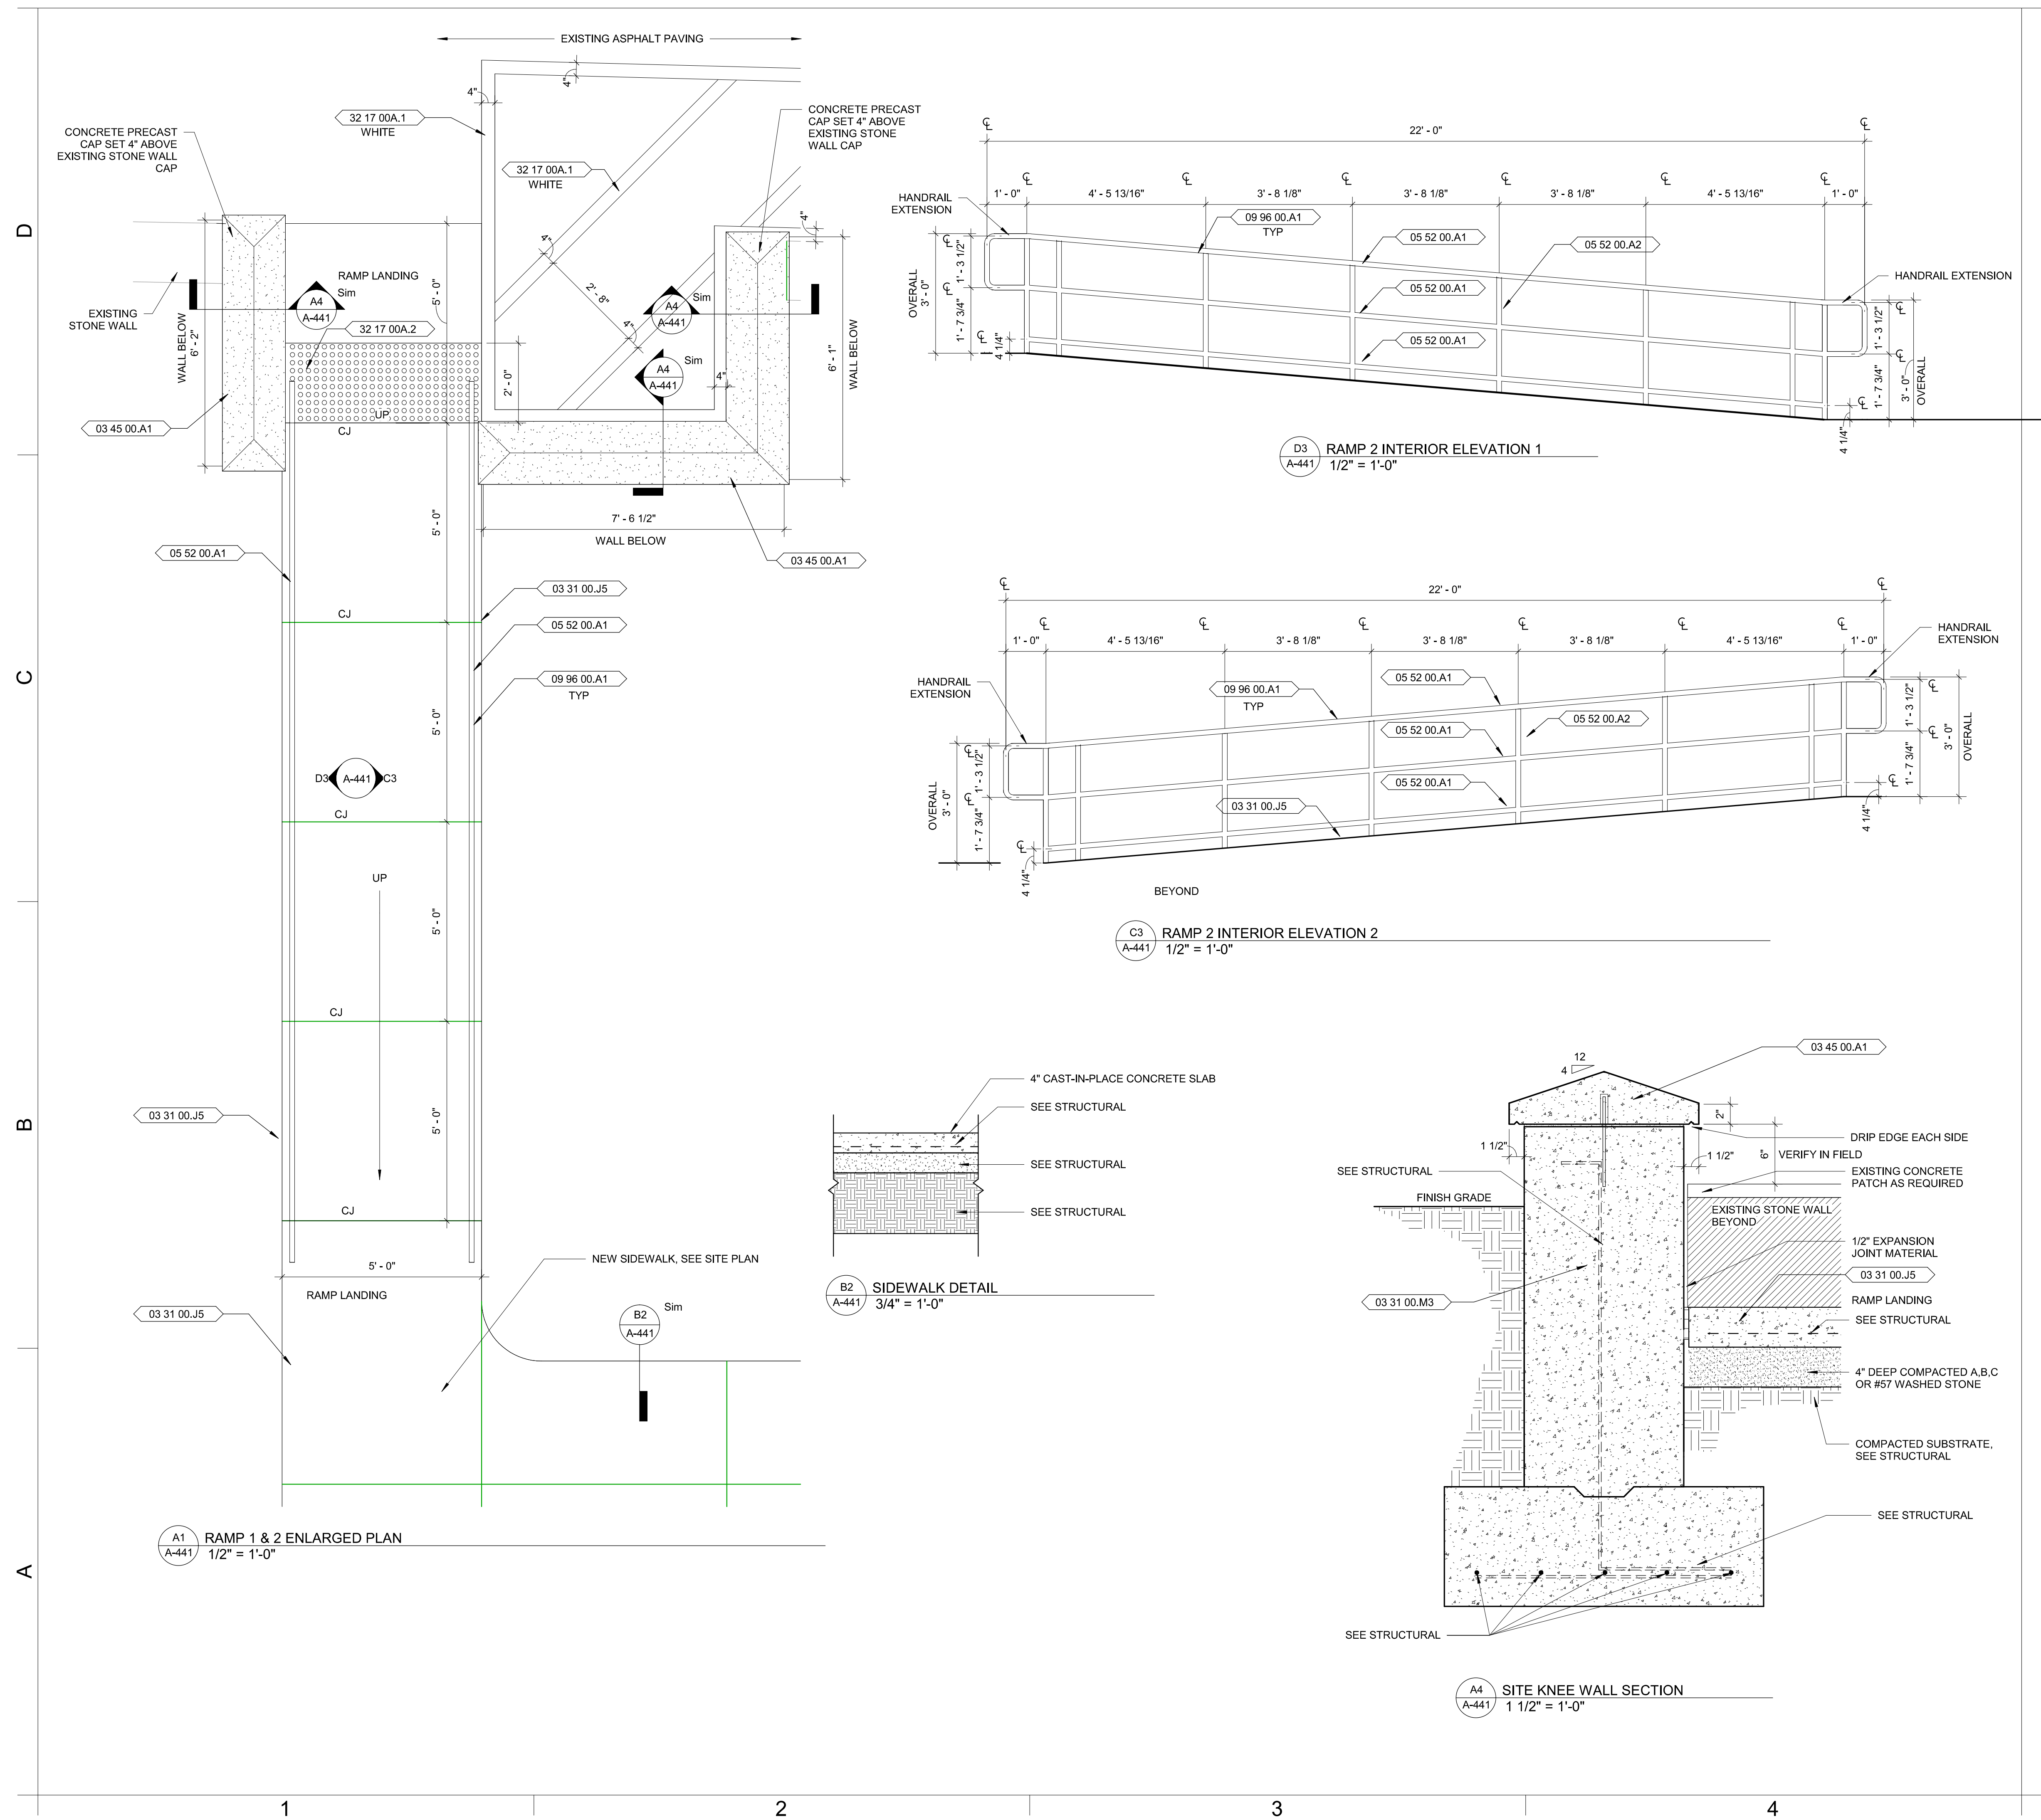 EXISTING ASPHALT PAVING
4"
4"
32 17 00A.1
WHITE
CONCRETE PRECAST
CAP SET 4" ABOVE
EXISTING STONE WALL
CAP
CONCRETE PRECAST
CAP SET 4" ABOVE
EXISTING STONE
WALL CAP
32 17 00A.1
WHITE
4"
4"
2' - 8"
4"
RAMP LANDING
5' - 0"
A4
A-441
Sim
A4
A-441
Sim
A4
A-441
Sim
4"
EXISTING
STONE WALL
32 17 00A.2
WALL BELOW
6' - 2"
6' - 1"
WALL BELOW
2' - 0"
UP
CJ
03 45 00.A1
5' - 0"
7' - 6 1/2"
WALL BELOW
03 45 00.A1
05 52 00.A1
03 31 00.J5
CJ
05 52 00.A1
09 96 00.A1
TYP
5' - 0"
D3
A-441
C3
CJ
UP
5' - 0"
CJ
03 31 00.J5
5' - 0"
CJ
5' - 0"
NEW SIDEWALK, SEE SITE PLAN
RAMP LANDING
03 31 00.J5
B2
A-441
Sim
A1
A-441
RAMP 1 & 2 ENLARGED PLAN
1/2" = 1'-0"
22' - 0"
1' - 0"
4' - 5 13/16"
3' - 8 1/8"
3' - 8 1/8"
3' - 8 1/8"
4' - 5 13/16"
1' - 0"
HANDRAIL
EXTENSION
09 96 00.A1
TYP
05 52 00.A1
05 52 00.A2
05 52 00.A1
05 52 00.A1
HANDRAIL EXTENSION
OVERALL
3' - 0"
1' - 3 1/2"
1' - 7 3/4"
4 1/4"
1' - 3 1/2"
1' - 7 3/4"
3' - 0"
OVERALL
4 1/4"
D3
A-441
RAMP 2 INTERIOR ELEVATION 1
1/2" = 1'-0"
22' - 0"
1' - 0"
4' - 5 13/16"
3' - 8 1/8"
3' - 8 1/8"
3' - 8 1/8"
4' - 5 13/16"
1' - 0"
HANDRAIL
EXTENSION
HANDRAIL
EXTENSION
09 96 00.A1
TYP
05 52 00.A1
05 52 00.A2
05 52 00.A1
05 52 00.A1
03 31 00.J5
OVERALL
3' - 0"
1' - 3 1/2"
1' - 7 3/4"
4 1/4"
1' - 3 1/2"
1' - 7 3/4"
3' - 0"
OVERALL
4 1/4"
BEYOND
C3
A-441
RAMP 2 INTERIOR ELEVATION 2
1/2" = 1'-0"
4" CAST-IN-PLACE CONCRETE SLAB
SEE STRUCTURAL
SEE STRUCTURAL
SEE STRUCTURAL
B2
A-441
SIDEWALK DETAIL
3/4" = 1'-0"
12
4
03 45 00.A1
2"
1 1/2"
1 1/2"
6"
VERIFY IN FIELD
DRIP EDGE EACH SIDE
SEE STRUCTURAL
EXISTING CONCRETE
PATCH AS REQUIRED
FINISH GRADE
EXISTING STONE WALL
BEYOND
1/2" EXPANSION
JOINT MATERIAL
03 31 00.J5
03 31 00.M3
RAMP LANDING
SEE STRUCTURAL
4" DEEP COMPACTED A,B,C
OR #57 WASHED STONE
COMPACTED SUBSTRATE,
SEE STRUCTURAL
SEE STRUCTURAL
SEE STRUCTURAL
A4
A-441
SITE KNEE WALL SECTION
1 1/2" = 1'-0"
D
C
B
A
1
2
3
4